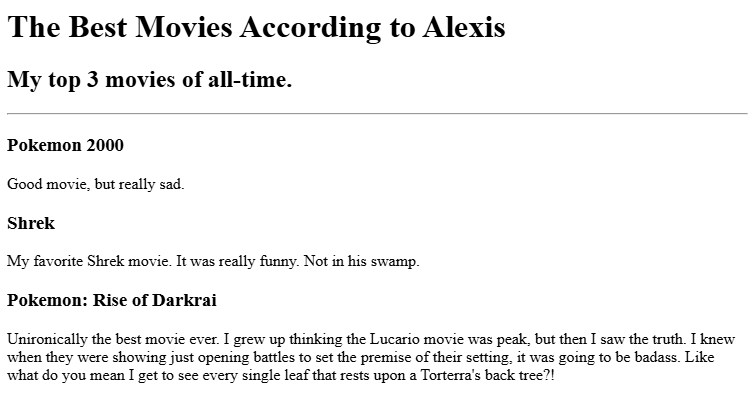 The Best Movies According to Alexis
My top 3 movies of all-time.
Pokemon 2000
Good movie, but really sad.
Shrek
My favorite Shrek movie. It was really funny. Not in his swamp.
Pokemon: Rise of Darkrai
Unironically the best movie ever. I grew up thinking the Lucario movie was peak, but then I saw the truth. I knew
when they were showing just opening battles to set the premise of their setting, it was going to be badass. Like
what do you mean I get to see every single leaf that rests upon a Torterra's back tree?!